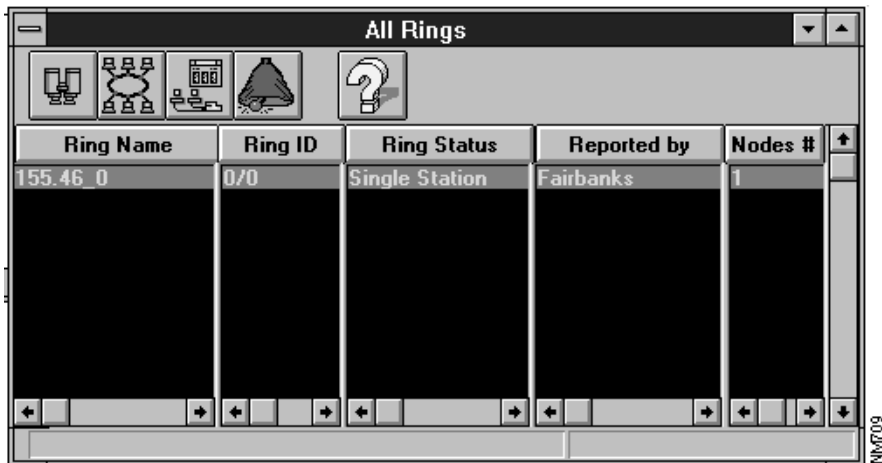 All Rings
Ring Name Ring ID Ring Status Reported by Nodes #
155.46_0 0/0 Single Station Fairbanks 1
NM709